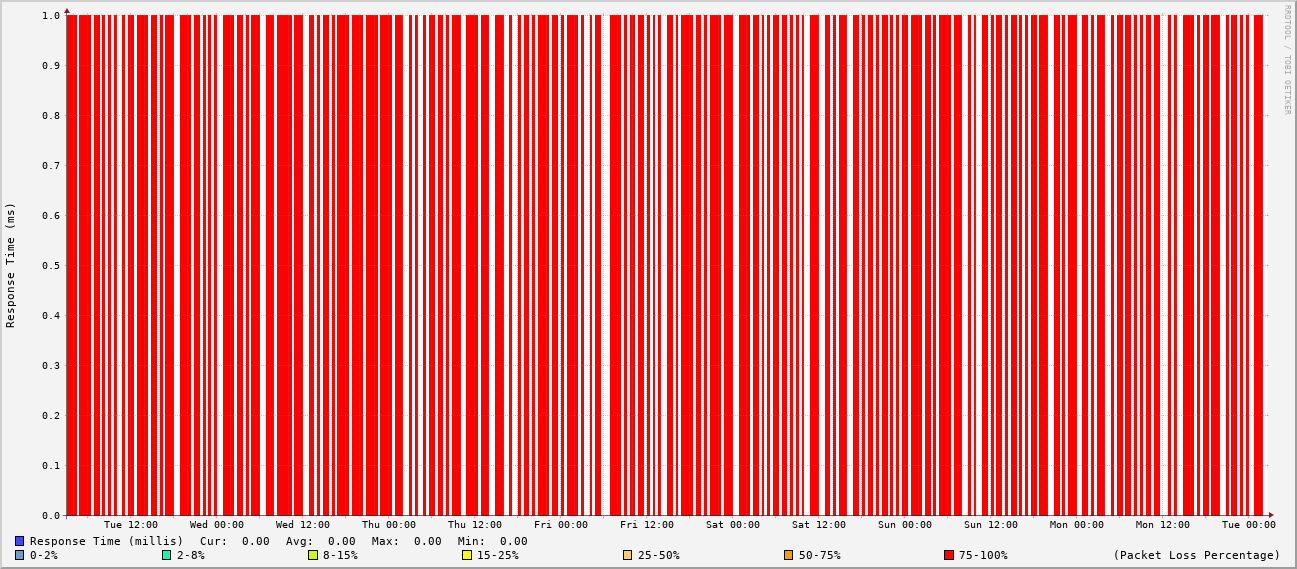 RRDTOOL / TOBI OETIKER
Response Time (ms)
1.0
0.9
0.8
0.7
0.6
0.5
0.4
0.3
0.2
0.1
0.0
Tue 12:00 Wed 00:00 Wed 12:00 Thu 00:00 Thu 12:00 Fri 00:00 Fri 12:00 Sat 00:00 Sat 12:00 Sun 00:00 Sun 12:00 Mon 00:00 Mon 12:00 Tue 00:00
Response Time (millis) Cur: 0.00 Avg: 0.00 Max: 0.00 Min: 0.00
0-2% 2-8% 8-15% 15-25% 25-50% 50-75% 75-100% (Packet Loss Percentage)